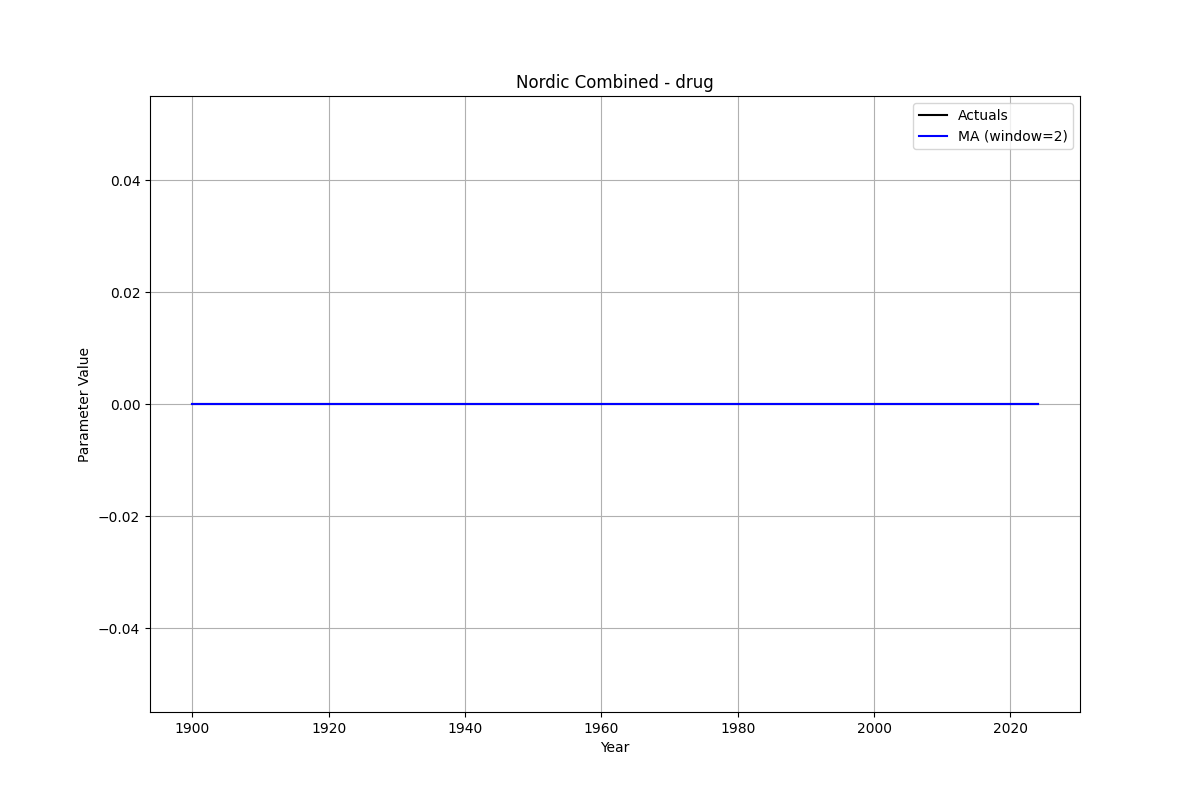 Nordic Combined - drug
Actuals
MA (window=2)
0.04
0.02
0.00
−0.02
−0.04
Parameter Value
1900 1920 1940 1960 1980 2000 2020
Year